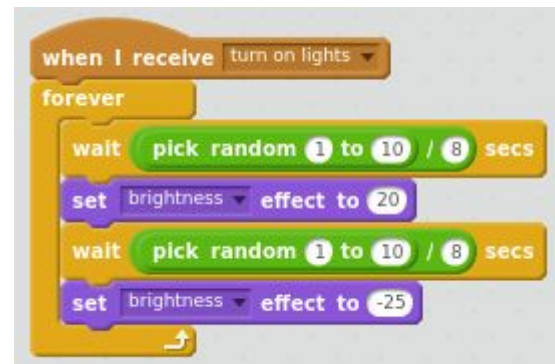 when I receive turn on lights
forever
wait pick random 1 to 10 / 8 secs
set brightness effect to 20
wait pick random 1 to 10 / 8 secs
set brightness effect to -25